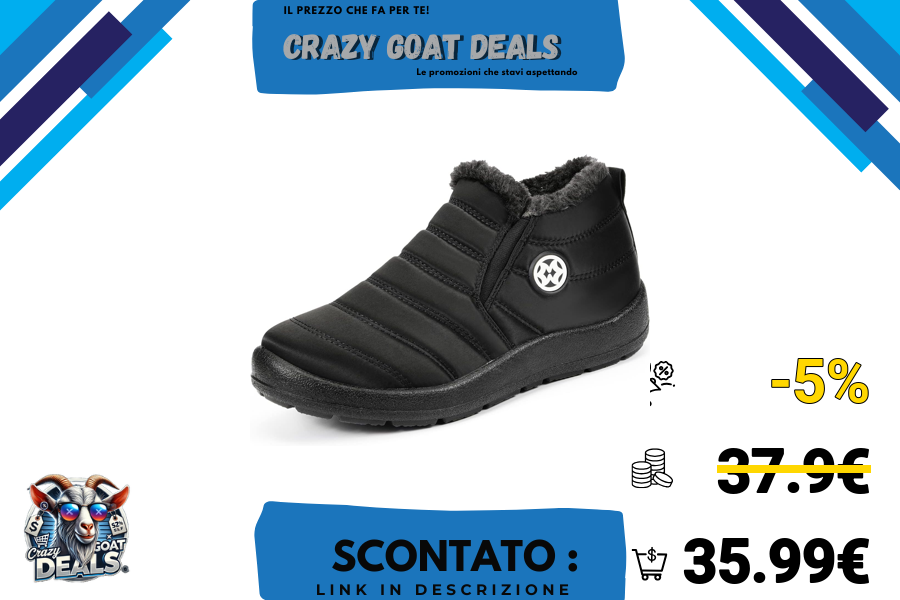 IL PREZZO CHE FA PER TE!
CRAZY GOAT DEALS
Le promozioni che stavi aspettando
-5%
37.9€
35.99€
SCONTATO :
LINK IN DESCRIZIONE
$
Crazy
GOAT
DEALS